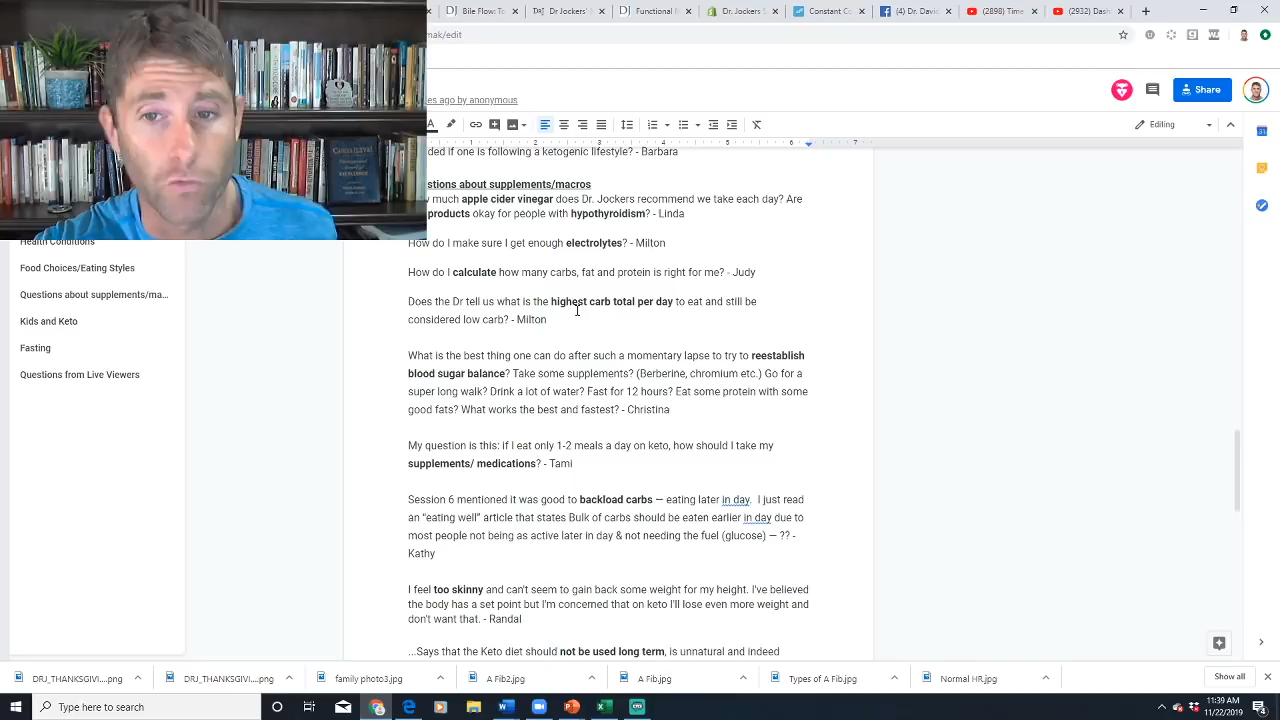 Bile Flow: To
Dr. Jockers'
Functional
Dr. Jockers S
Constant Co
(4) Dr. David
(2898) Time
(2932) Dash
mak/edit
es ago by anonymous
Share
Editing
1 2 3 4 5 6 7
ded if one is following a ketogenic lifestyle? - Barbara
stions about supplements/macros
much apple cider vinegar does Dr. Jockers recommend we take each day? Are
products okay for people with hypothyroidism? - Linda
How do I make sure I get enough electrolytes? - Milton
How do I calculate how many carbs, fat and protein is right for me? - Judy
Does the Dr tell us what is the highest carb total per day to eat and still be
considered low carb? - Milton
What is the best thing one can do after such a momentary lapse to try to reestablish
blood sugar balance? Take some supplements? (Berberine, chromium etc.) Go for a
super long walk? Drink a lot of water? Fast for 12 hours? Eat some protein with some
good fats? What works the best and fastest? - Christina
My question is this: if I eat only 1-2 meals a day on keto, how should I take my
supplements/ medications? - Tami
Session 6 mentioned it was good to backload carbs — eating later in day. I just read
an “eating well” article that states Bulk of carbs should be eaten earlier in day due to
most people not being as active later in day & not needing the fuel (glucose) — ?? -
Kathy
I feel too skinny and can't seem to gain back some weight for my height. I've believed
the body has a set point but I'm concerned that on keto I'll lose even more weight and
don't want that. - Randal
...Says that the Keto diet should not be used long term, is unnatural and indeed
Health Conditions
Food Choices/Eating Styles
Questions about supplements/ma...
Kids and Keto
Fasting
Questions from Live Viewers
DRJ_THANKSGIVI....png
DRJ_THANKSGIVI....png
family photo3.jpg
A Fib2.jpg
A Fib.jpg
Types of A Fib.jpg
Normal HR.jpg
Show all
Type here to search
11:39 AM
11/22/2019